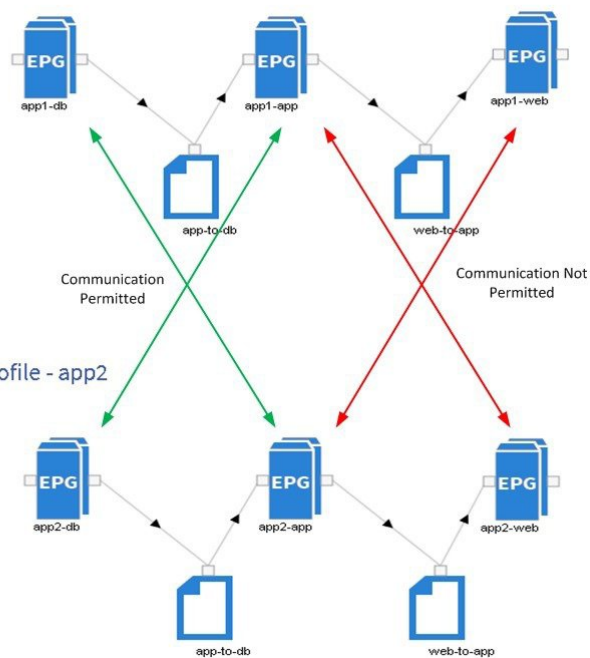 EPG
EPG
EPG
app1-db
app1-app
app1-web
app-to-db
web-to-app
Communication
Permitted
Communication Not
Permitted
ofile - app2
EPG
EPG
EPG
app2-db
app2-app
app2-web
app-to-db
web-to-app